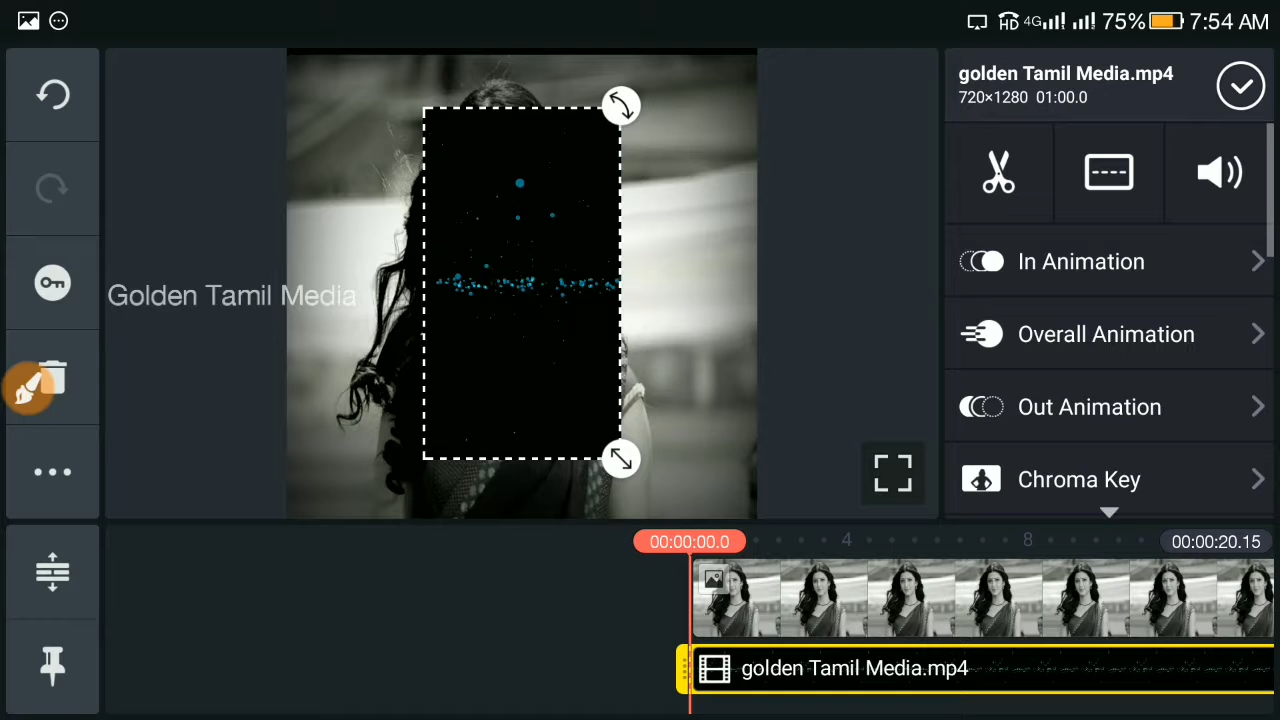 HD 4G 75% 7:54 AM
golden Tamil Media.mp4
720×1280 01:00.0
In Animation
Overall Animation
Out Animation
Chroma Key
Golden Tamil Media
00:00:00.0 4 8 00:00:20.15
golden Tamil Media.mp4